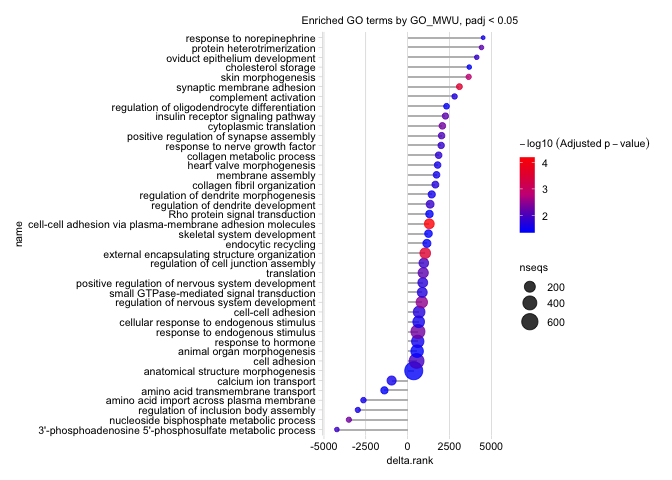 Enriched GO terms by GO_MWU, padj < 0.05
name
response to norepinephrine
protein heterotrimerization
oviduct epithelium development
cholesterol storage
skin morphogenesis
synaptic membrane adhesion
complement activation
regulation of oligodendrocyte differentiation
insulin receptor signaling pathway
cytoplasmic translation
positive regulation of synapse assembly
response to nerve growth factor
collagen metabolic process
heart valve morphogenesis
membrane assembly
collagen fibril organization
regulation of dendrite morphogenesis
regulation of dendrite development
Rho protein signal transduction
cell-cell adhesion via plasma-membrane adhesion molecules
skeletal system development
endocytic recycling
external encapsulating structure organization
regulation of cell junction assembly
translation
positive regulation of nervous system development
small GTPase-mediated signal transduction
regulation of nervous system development
cell-cell adhesion
cellular response to endogenous stimulus
response to endogenous stimulus
response to hormone
animal organ morphogenesis
cell adhesion
anatomical structure morphogenesis
calcium ion transport
amino acid transmembrane transport
amino acid import across plasma membrane
regulation of inclusion body assembly
nucleoside bisphosphate metabolic process
3'-phosphoadenosine 5'-phosphosulfate metabolic process
-5000 -2500 0 2500 5000
delta.rank
−log10 (Adjusted p−value)
4
3
2
nseqs
200
400
600